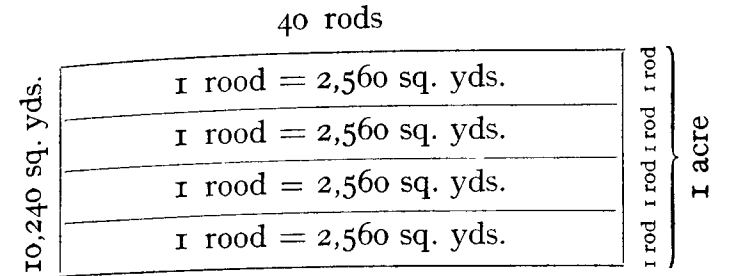 40 rods
10,240 sq. yds.
1 rood = 2,560 sq. yds.
1 rood = 2,560 sq. yds.
1 rood = 2,560 sq. yds.
1 rood = 2,560 sq. yds.
1 rod 1 rod 1 rod 1 rod
1 acre